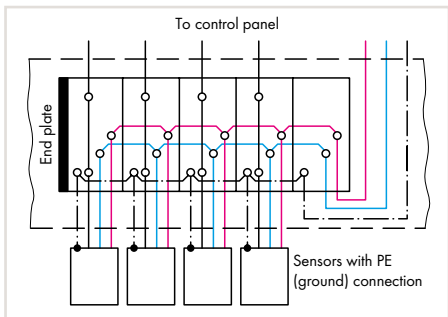 To control panel
End plate
Sensors with PE
(ground) connection